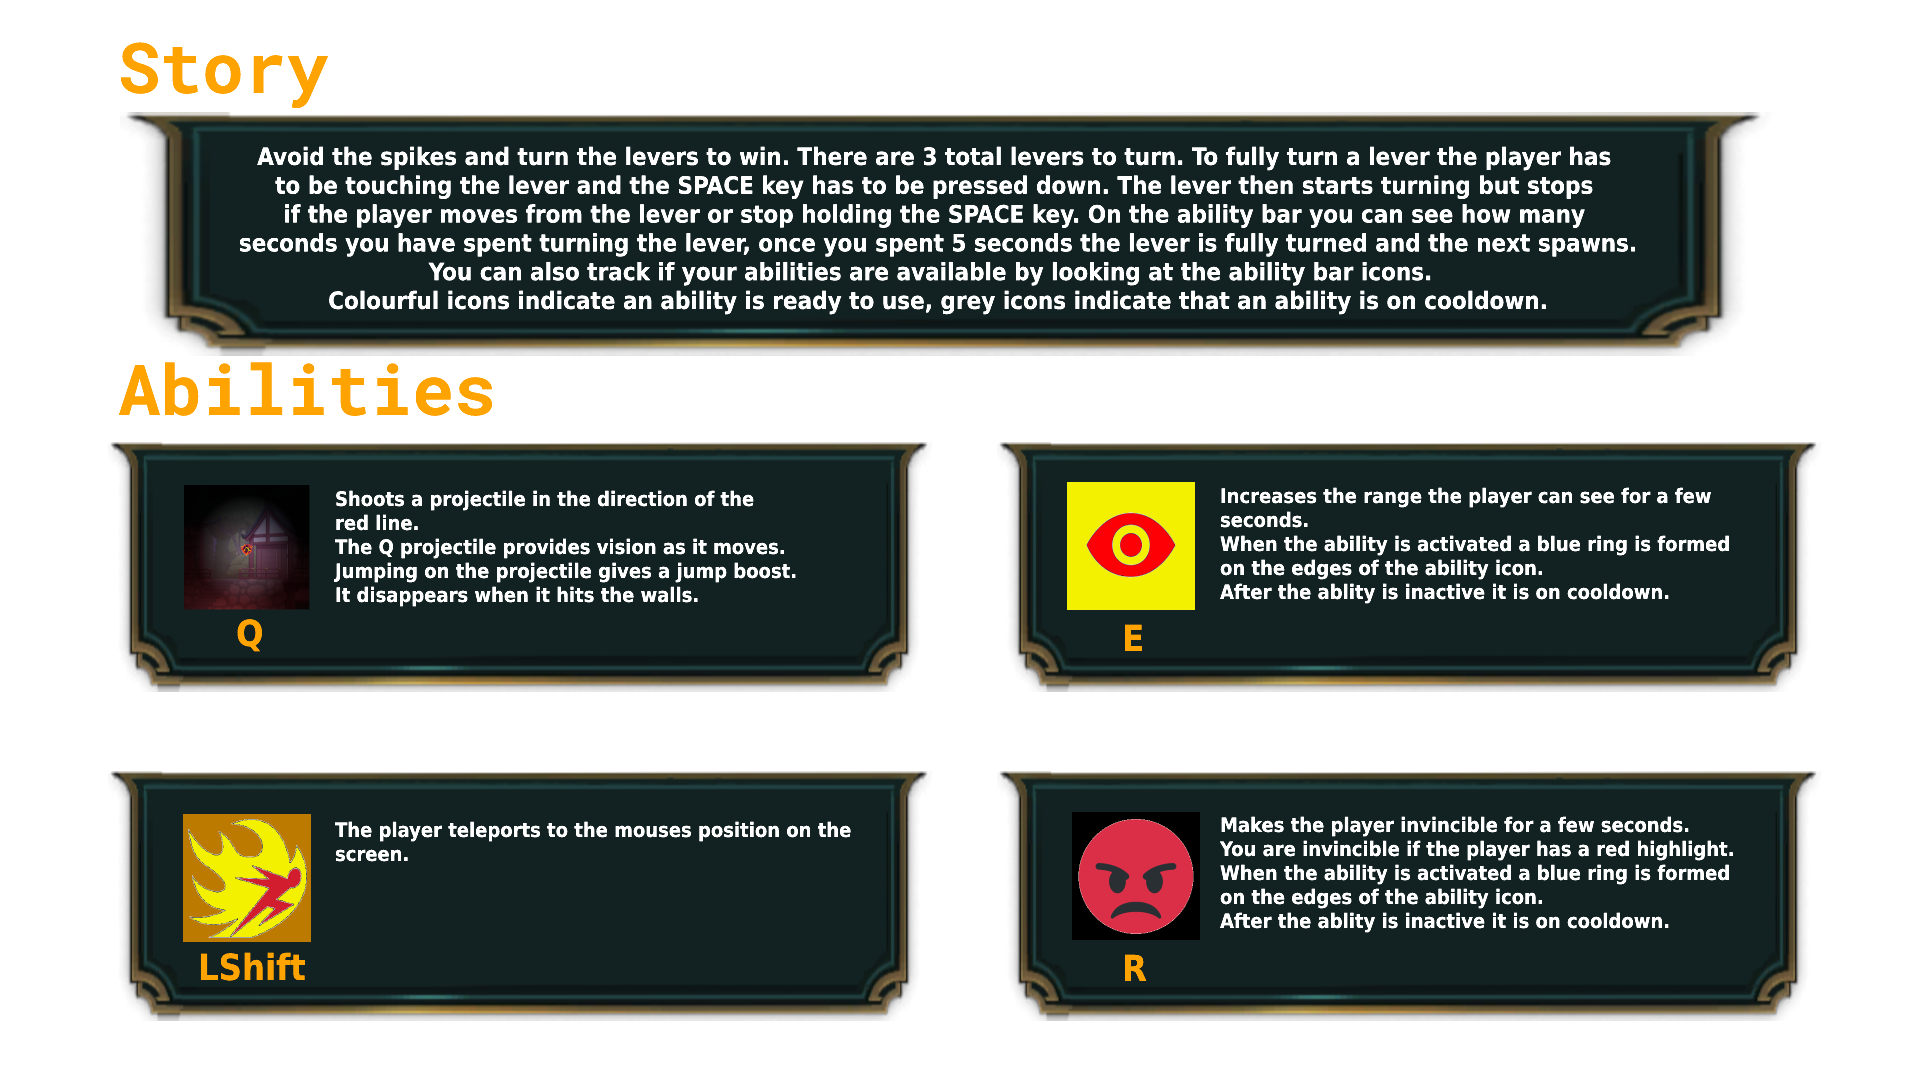 Story
Avoid the spikes and turn the levers to win. There are 3 total levers to turn. To fully turn a lever the player has
to be touching the lever and the SPACE key has to be pressed down. The lever then starts turning but stops
if the player moves from the lever or stop holding the SPACE key. On the ability bar you can see how many
seconds you have spent turning the lever, once you spent 5 seconds the lever is fully turned and the next spawns.
You can also track if your abilities are available by looking at the ability bar icons.
Colourful icons indicate an ability is ready to use, grey icons indicate that an ability is on cooldown.
Abilities
Shoots a projectile in the direction of the
red line.
The Q projectile provides vision as it moves.
Jumping on the projectile gives a jump boost.
It disappears when it hits the walls.
Q
Increases the range the player can see for a few
seconds.
When the ability is activated a blue ring is formed
on the edges of the ability icon.
After the ablity is inactive it is on cooldown.
E
The player teleports to the mouses position on the
screen.
LShift
Makes the player invincible for a few seconds.
You are invincible if the player has a red highlight.
When the ability is activated a blue ring is formed
on the edges of the ability icon.
After the ablity is inactive it is on cooldown.
R